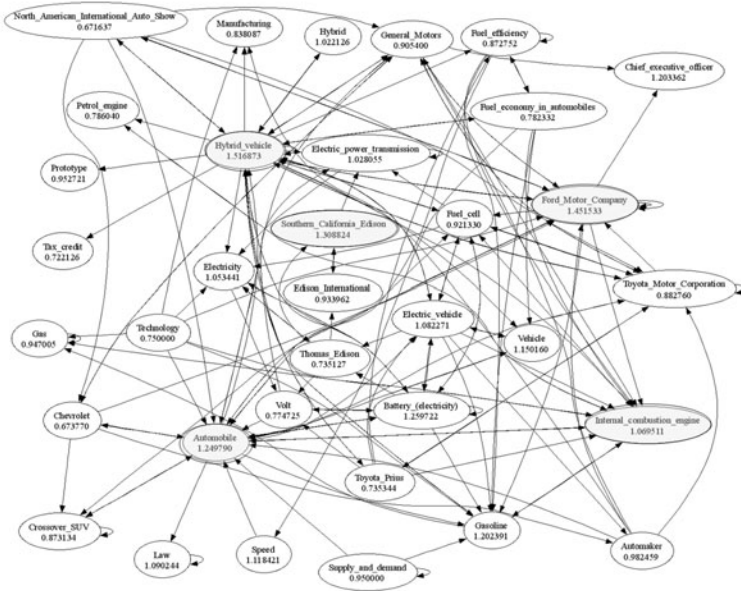 North_American_International_Auto_Show
0.671637
Manufacturing
0.838087
Hybrid
1.022126
General_Motors
0.905400
Fuel_efficiency
0.872752
Chief_executive_officer
1.203362
Petrol_engine
0.786040
Fuel_economy_in_automobiles
0.782332
Hybrid_vehicle
1.516873
Electric_power_transmission
1.028055
Prototype
0.952721
Ford_Motor_Company
1.451533
Southern_California_Edison
1.308824
Fuel_cell
0.921330
Tax_credit
0.722126
Electricity
1.053441
Edison_International
0.933962
Toyota_Motor_Corporation
0.882760
Electric_vehicle
1.082271
Gas
0.947005
Technology
0.750000
Vehicle
1.150160
Thomas_Edison
0.735127
Chevrolet
0.673770
Volt
0.774725
Battery_(electricity)
1.259722
Internal_combustion_engine
1.069511
Automobile
1.249790
Toyota_Prius
0.735344
Crossover_SUV
0.873134
Gasoline
1.202391
Law
1.090244
Speed
1.118421
Automaker
0.982459
Supply_and_demand
0.950000